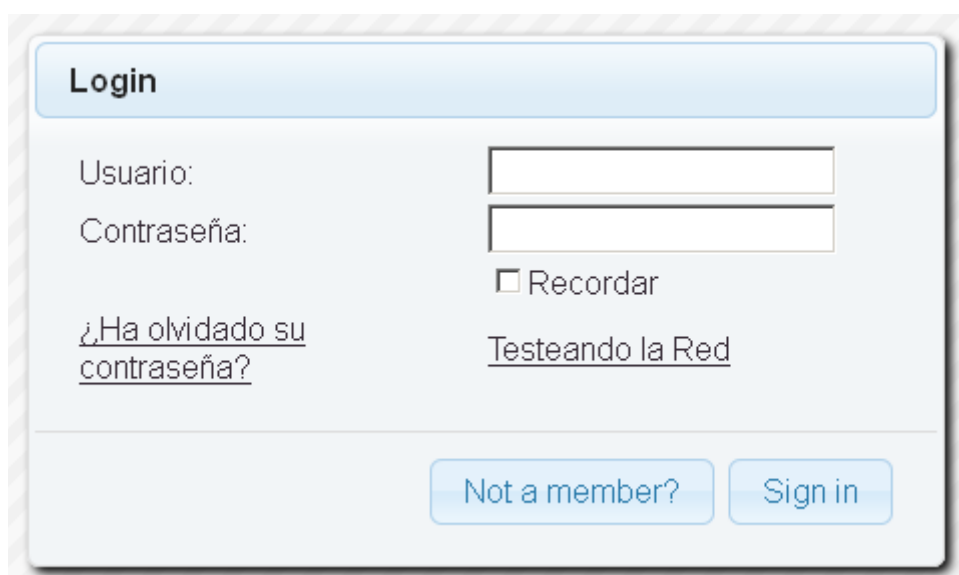 Login
Usuario:
Contraseña:
Recordar
¿Ha olvidado su
contraseña?
Testeando la Red
Not a member?
Sign in